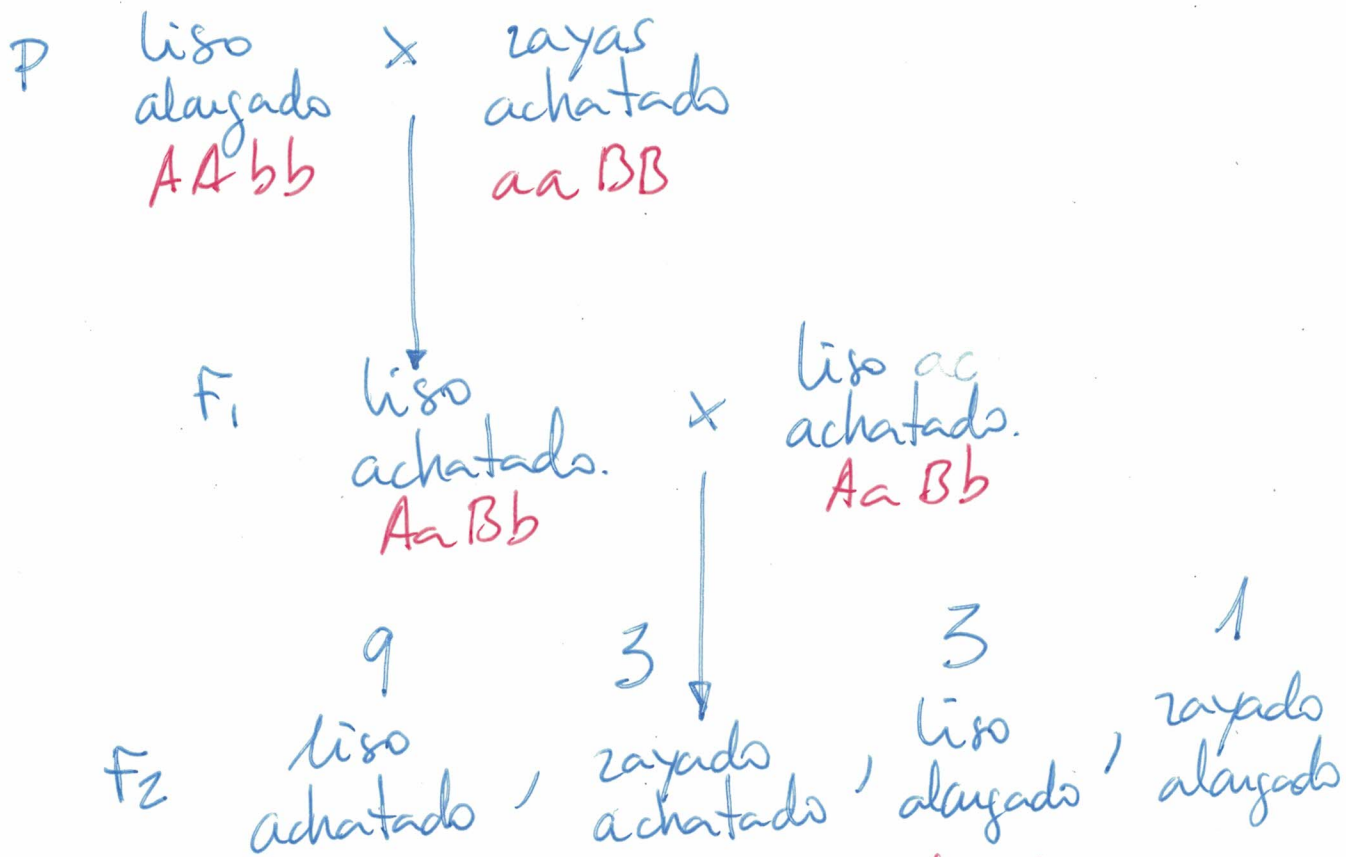 P liso x rayas
alargado achatado
AAbb aaBB
F1 liso x liso ac
achatado. achatado.
AaBb AaBb
9 3 3 1
F2 liso rayado liso rayado
achatado, achatado, alargado, alargado